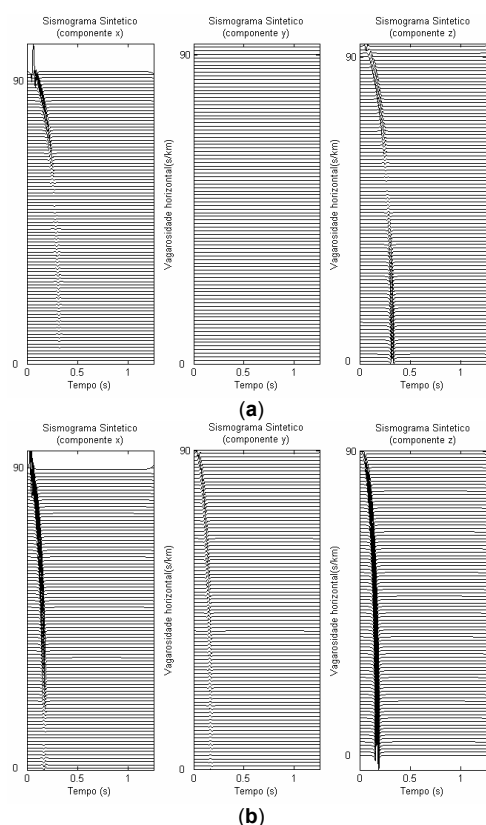 Sismograma Sintetico
(componente x)
Sismograma Sintetico
(componente y)
Sismograma Sintetico
(componente z)
90
0
0 0.5 1
Tempo (s)
Vagarosidade horizontal(s/km)
90
0
0 0.5 1
Tempo (s)
Vagarosidade horizontal(s/km)
90
0
0 0.5 1
Tempo (s)
(a)
Sismograma Sintetico
(componente x)
Sismograma Sintetico
(componente y)
Sismograma Sintetico
(componente z)
90
0
0 0.5 1
Tempo (s)
Vagarosidade horizontal(s/km)
90
0
0 0.5 1
Tempo (s)
Vagarosidade horizontal(s/km)
90
0
0 0.5 1
Tempo (s)
(b)